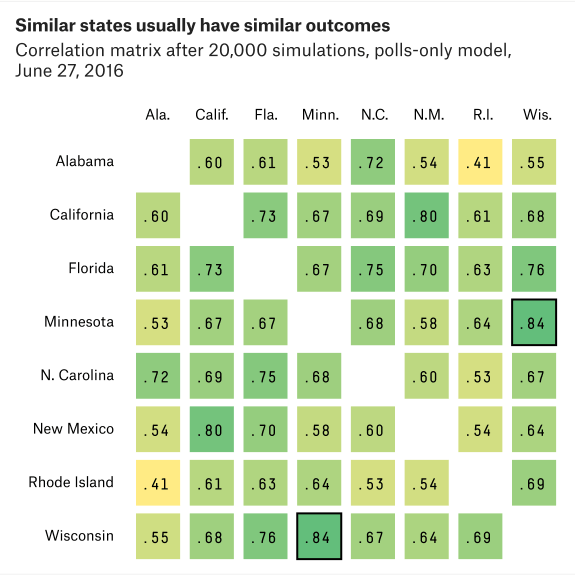 Similar states usually have similar outcomes
Correlation matrix after 20,000 simulations, polls-only model,
June 27, 2016
Ala. Calif. Fla. Minn. N.C. N.M. R.I. Wis.
Alabama .60 .61 .53 .72 .54 .41 .55
California .60 .73 .67 .69 .80 .61 .68
Florida .61 .73 .67 .75 .70 .63 .76
Minnesota .53 .67 .67 .68 .58 .64 .84
N. Carolina .72 .69 .75 .68 .60 .53 .67
New Mexico .54 .80 .70 .58 .60 .54 .64
Rhode Island .41 .61 .63 .64 .53 .54 .69
Wisconsin .55 .68 .76 .84 .67 .64 .69